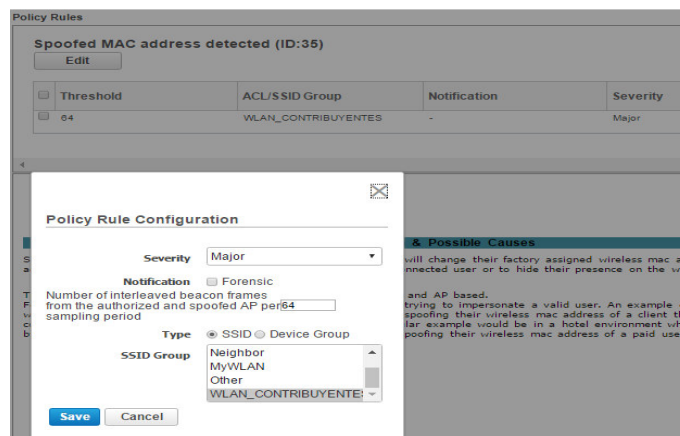 Policy Rules
Spoofed MAC address detected (ID:35)
Edit
Threshold ACL/SSID Group Notification Severity
64 WLAN_CONTRIBUYENTES - Major
Policy Rule Configuration
& Possible Causes
Severity Major
will change their factory assigned wireless mac a
nnected user or to hide their presence on the w
Notification Forensic
Number of interleaved beacon frames
from the authorized and spoofed AP per 64
sampling period
and AP based.
trying to impersonate a valid user. An example
spoofing their wireless mac address of a client th
lar example would be in a hotel environment wh
poofing their wireless mac address of a paid use
Type SSID Device Group
SSID Group Neighbor
MyWLAN
Other
WLAN_CONTRIBUYENTE
Save Cancel